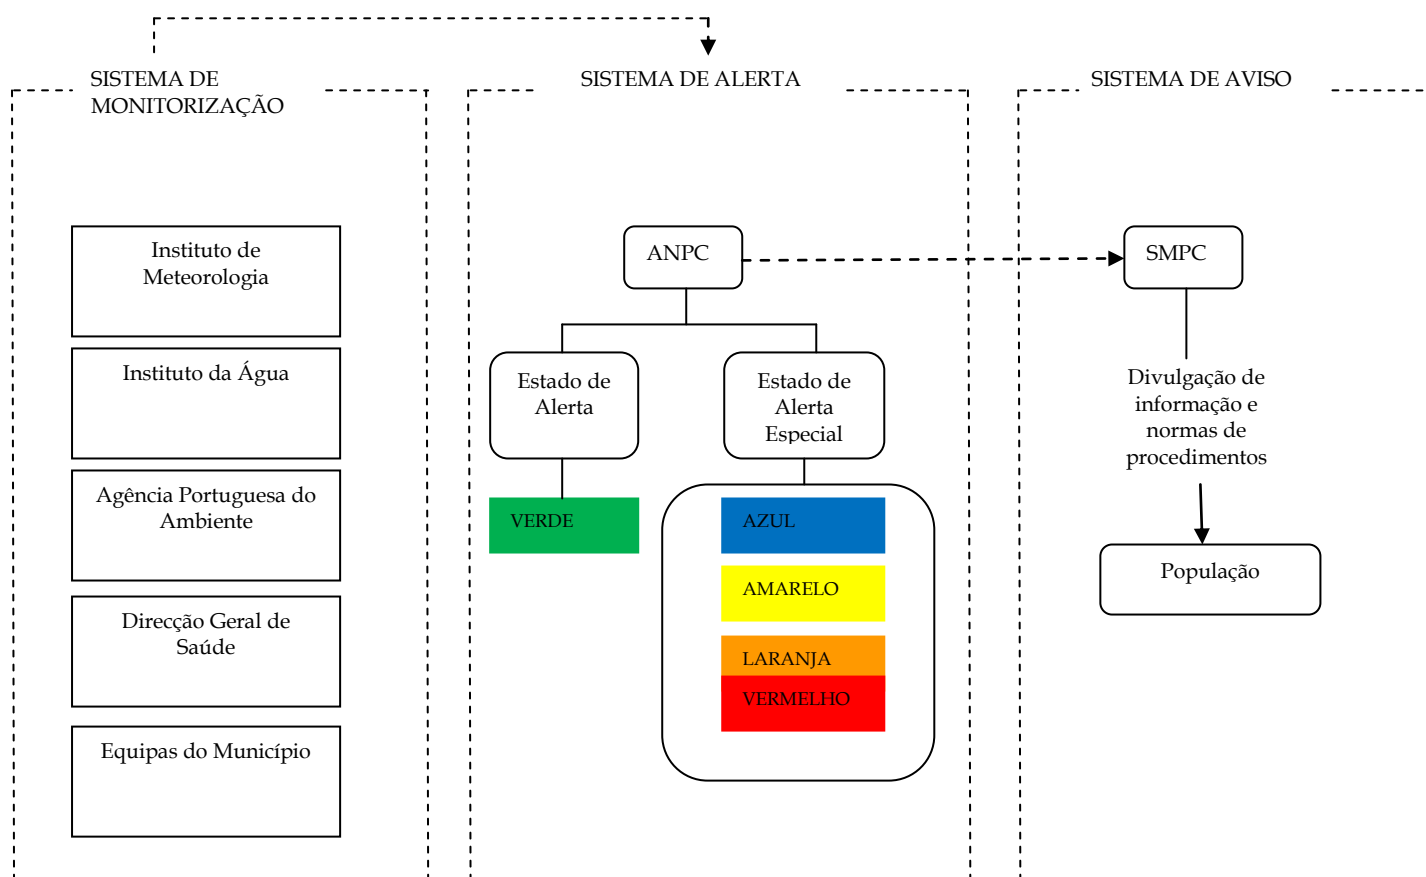 SISTEMA DE
MONITORIZAÇÃO
SISTEMA DE ALERTA
SISTEMA DE AVISO
Instituto de
Meteorologia
Instituto da Água
Agência Portuguesa do
Ambiente
Direcção Geral de
Saúde
Equipas do Município
ANPC
Estado de
Alerta
Estado de
Alerta
Especial
VERDE
AZUL
AMARELO
LARANJA
VERMELHO
SMPC
Divulgação de
informação e
normas de
procedimentos
População